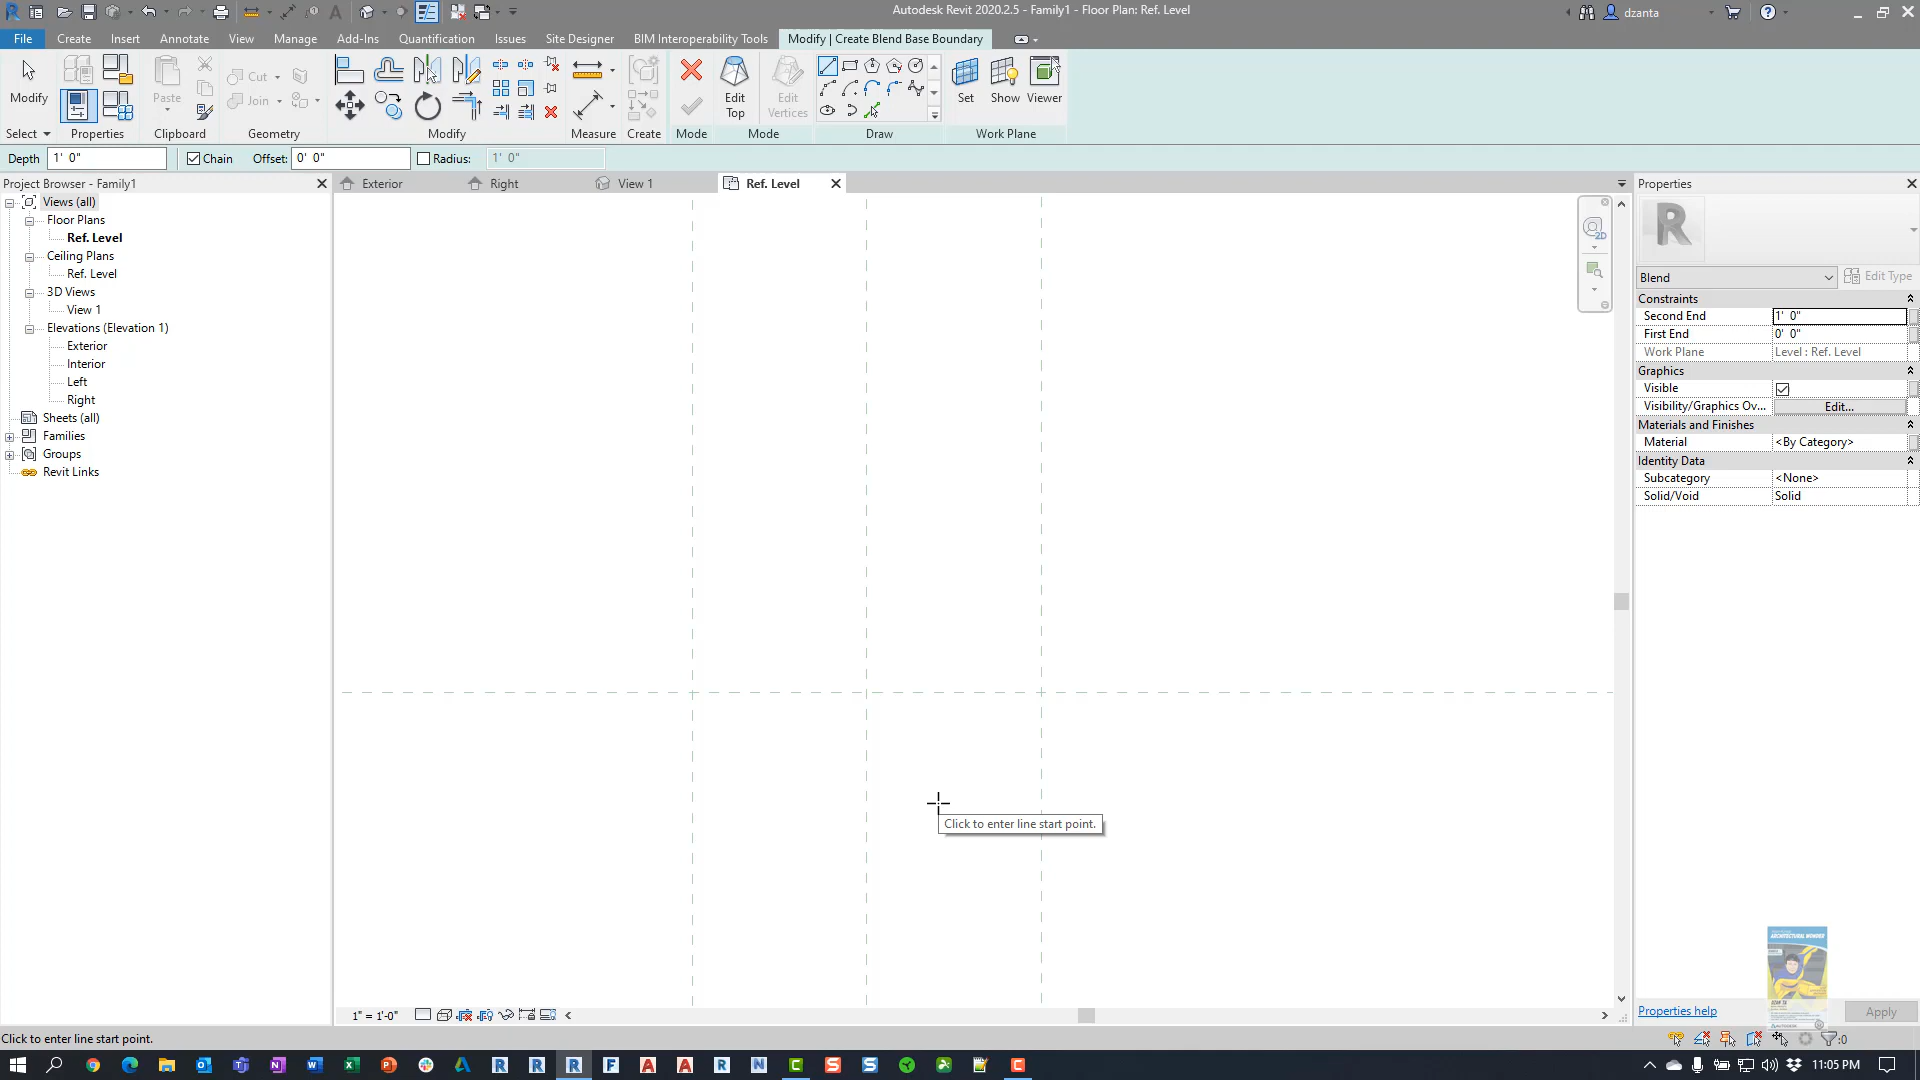 Autodesk Revit 2020.2.5 - Family1 - Floor Plan: Ref. Level
dzanta
File Create Insert Annotate View Manage Add-Ins Quantification Issues Site Designer BIM Interoperability Tools Modify | Create Blend Base Boundary
Modify
Paste
Cut
Join
Edit Top
Edit Vertices
Set
Show
Viewer
Select Properties Clipboard Geometry Modify Measure Create Mode Mode Draw Work Plane
Depth 1' 0" Chain Offset: 0' 0" Radius: 1' 0"
Project Browser - Family1
Exterior
Right
View 1
Ref. Level
Properties
Views (all)
Floor Plans
Ref. Level
Ceiling Plans
Ref. Level
3D Views
View 1
Elevations (Elevation 1)
Exterior
Interior
Left
Right
Sheets (all)
Families
Groups
Revit Links
2D
Click to enter line start point.
R
Blend
Edit Type
Constraints
Second End 1' 0"
First End 0' 0"
Work Plane Level : Ref. Level
Graphics
Visible
Visibility/Graphics Ov... Edit...
Materials and Finishes
Material <By Category>
Identity Data
Subcategory <None>
Solid/Void Solid
ARCHITECTURAL WONDER
Properties help
Apply
1" = 1'-0"
Click to enter line start point.
:0
11:05 PM